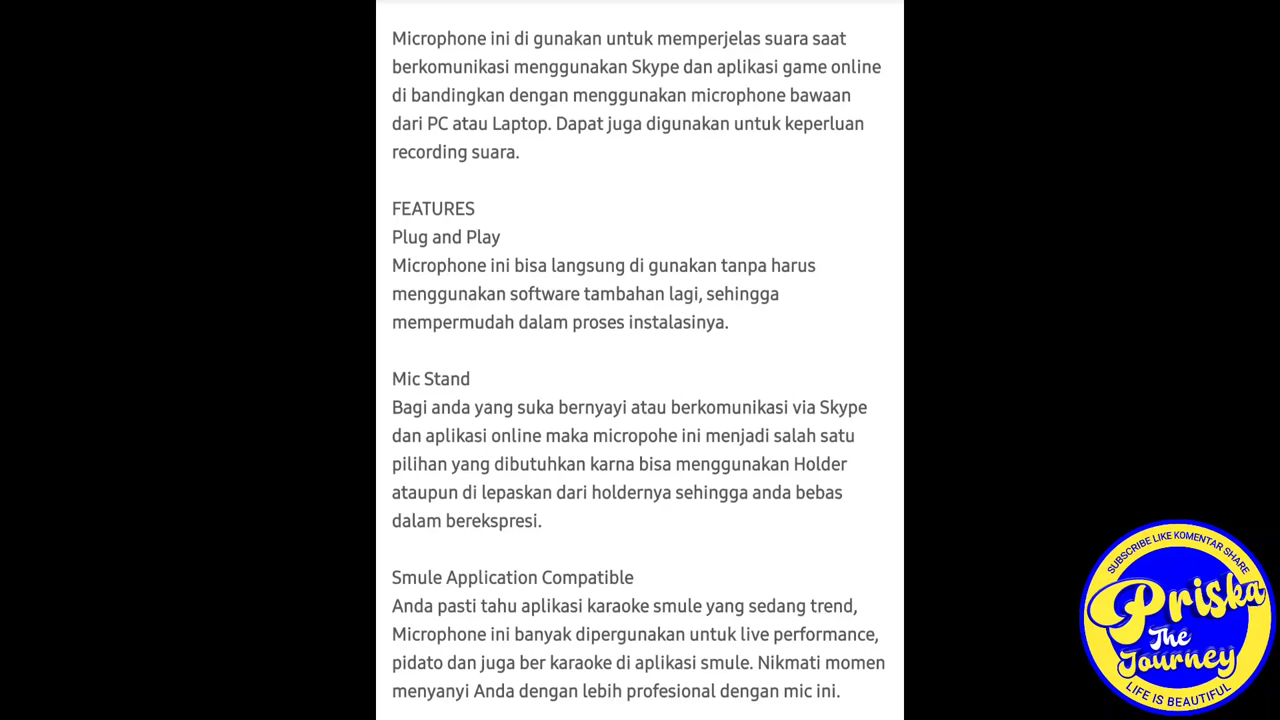 Microphone ini di gunakan untuk memperjelas suara saat
berkomunikasi menggunakan Skype dan aplikasi game online
di bandingkan dengan menggunakan microphone bawaan
dari PC atau Laptop. Dapat juga digunakan untuk keperluan
recording suara.
FEATURES
Plug and Play
Microphone ini bisa langsung di gunakan tanpa harus
menggunakan software tambahan lagi, sehingga
mempermudah dalam proses instalasinya.
Mic Stand
Bagi anda yang suka bernyayi atau berkomunikasi via Skype
dan aplikasi online maka micropohe ini menjadi salah satu
pilihan yang dibutuhkan karna bisa menggunakan Holder
ataupun di lepaskan dari holdernya sehingga anda bebas
dalam berekspresi.
Smule Application Compatible
Anda pasti tahu aplikasi karaoke smule yang sedang trend,
Microphone ini banyak dipergunakan untuk live performance,
pidato dan juga ber karaoke di aplikasi smule. Nikmati momen
menyanyi Anda dengan lebih profesional dengan mic ini.
SUBSCRIBE LIKE KOMENTAR SHARE
Priska
The
Journey
LIFE IS BEAUTIFUL